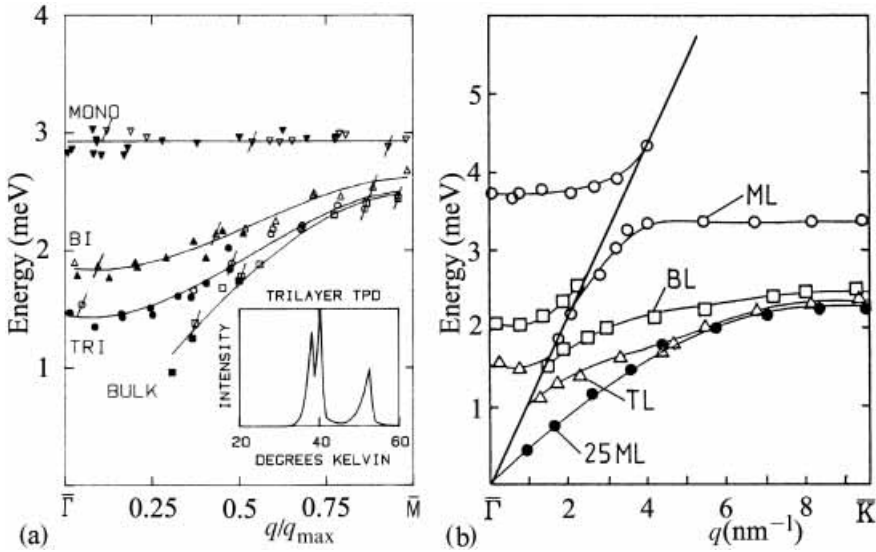 4
3
2
1
Energy (meV)
MONO
BI
TRI
BULK
TRILAYER TPD
INTENSITY
20 40 60
DEGREES KELVIN
Γ̄ 0.25 0.5 0.75 M̄
q/qmax
(a)
5
4
3
2
1
Energy (meV)
ML
BL
TL
25 ML
Γ̄ 2 4 6 8 K̄
q(nm⁻¹)
(b)